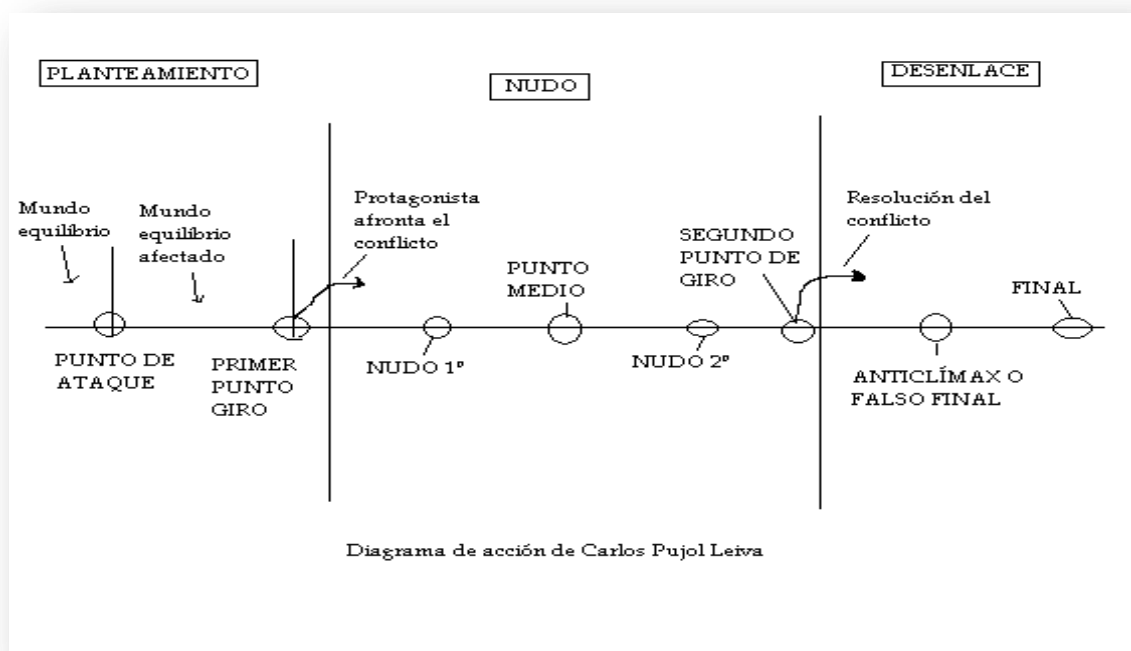 PLANTEAMIENTO
NUDO
DESENLACE
Mundo
equilibrio
Mundo
equilibrio
afectado
Protagonista
afronta el
conflicto
PUNTO
MEDIO
SEGUNDO
PUNTO DE
GIRO
Resolución del
conflicto
FINAL
PUNTO DE
ATAQUE
PRIMER
PUNTO
GIRO
NUDO 1º
NUDO 2º
ANTICLÍMAX O
FALSO FINAL
Diagrama de acción de Carlos Pujol Leiva